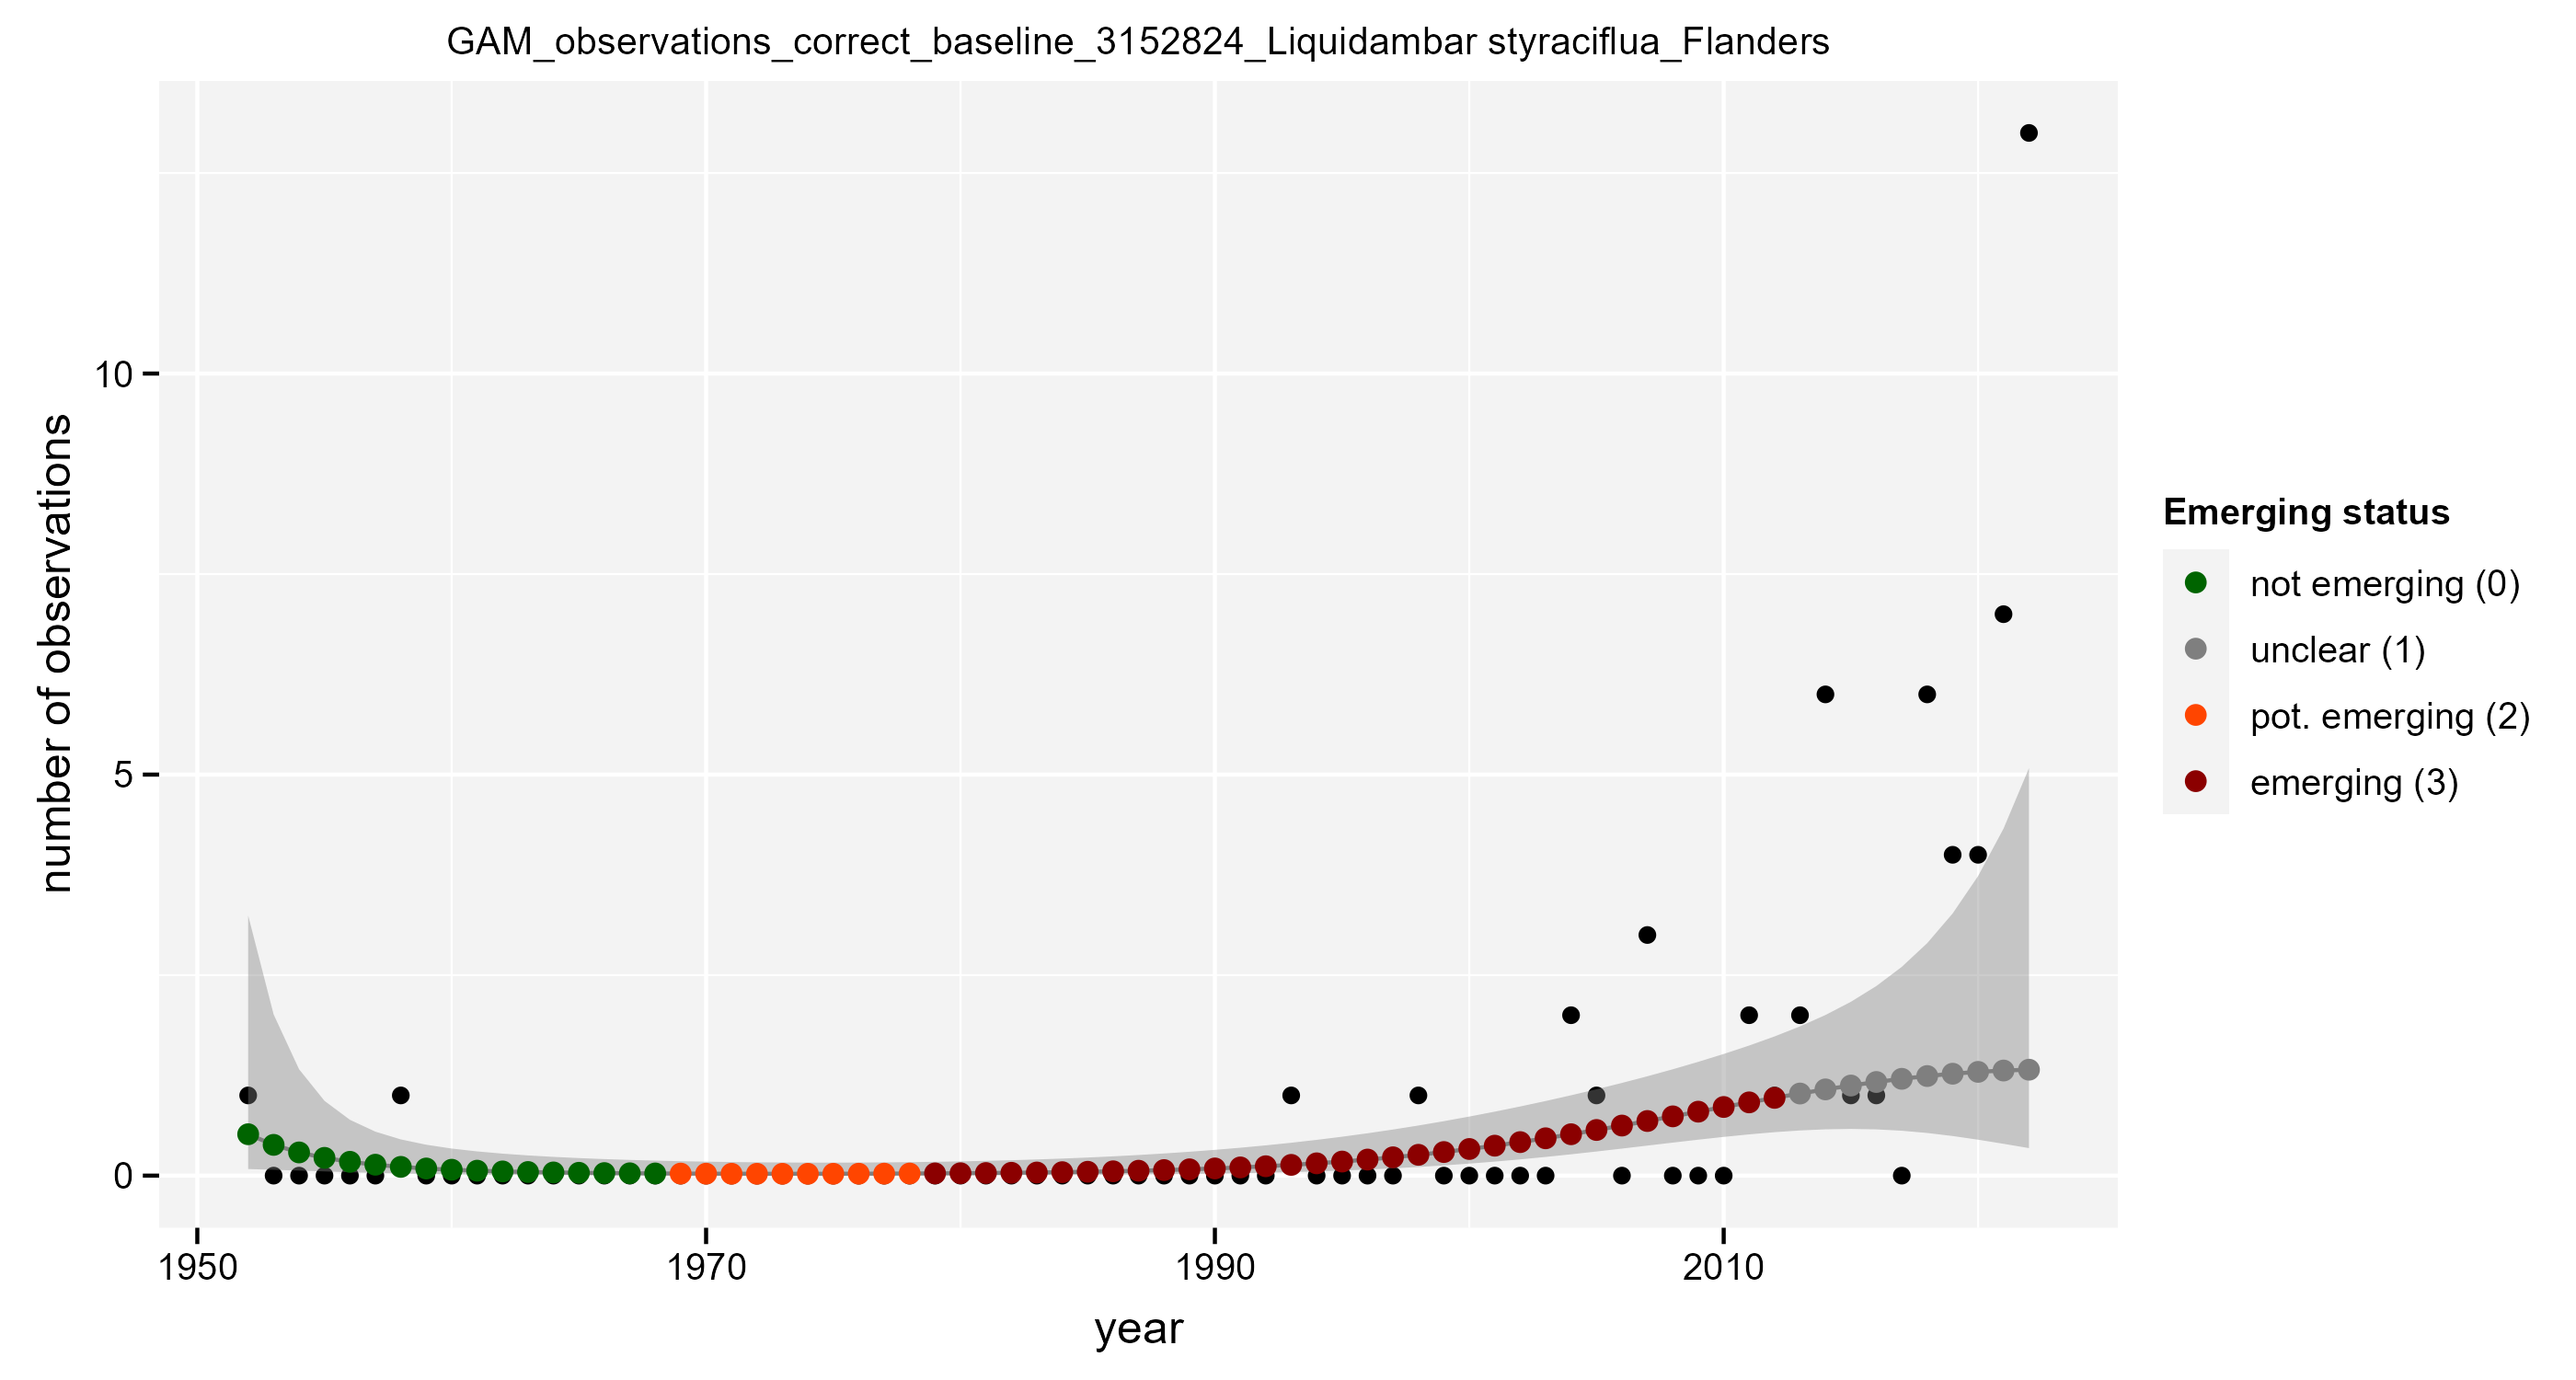 GAM_observations_correct_baseline_3152824_Liquidambar styraciflua_Flanders
number of observations
10
5
0
1950
1970
1990
2010
year
Emerging status
not emerging (0)
unclear (1)
pot. emerging (2)
emerging (3)